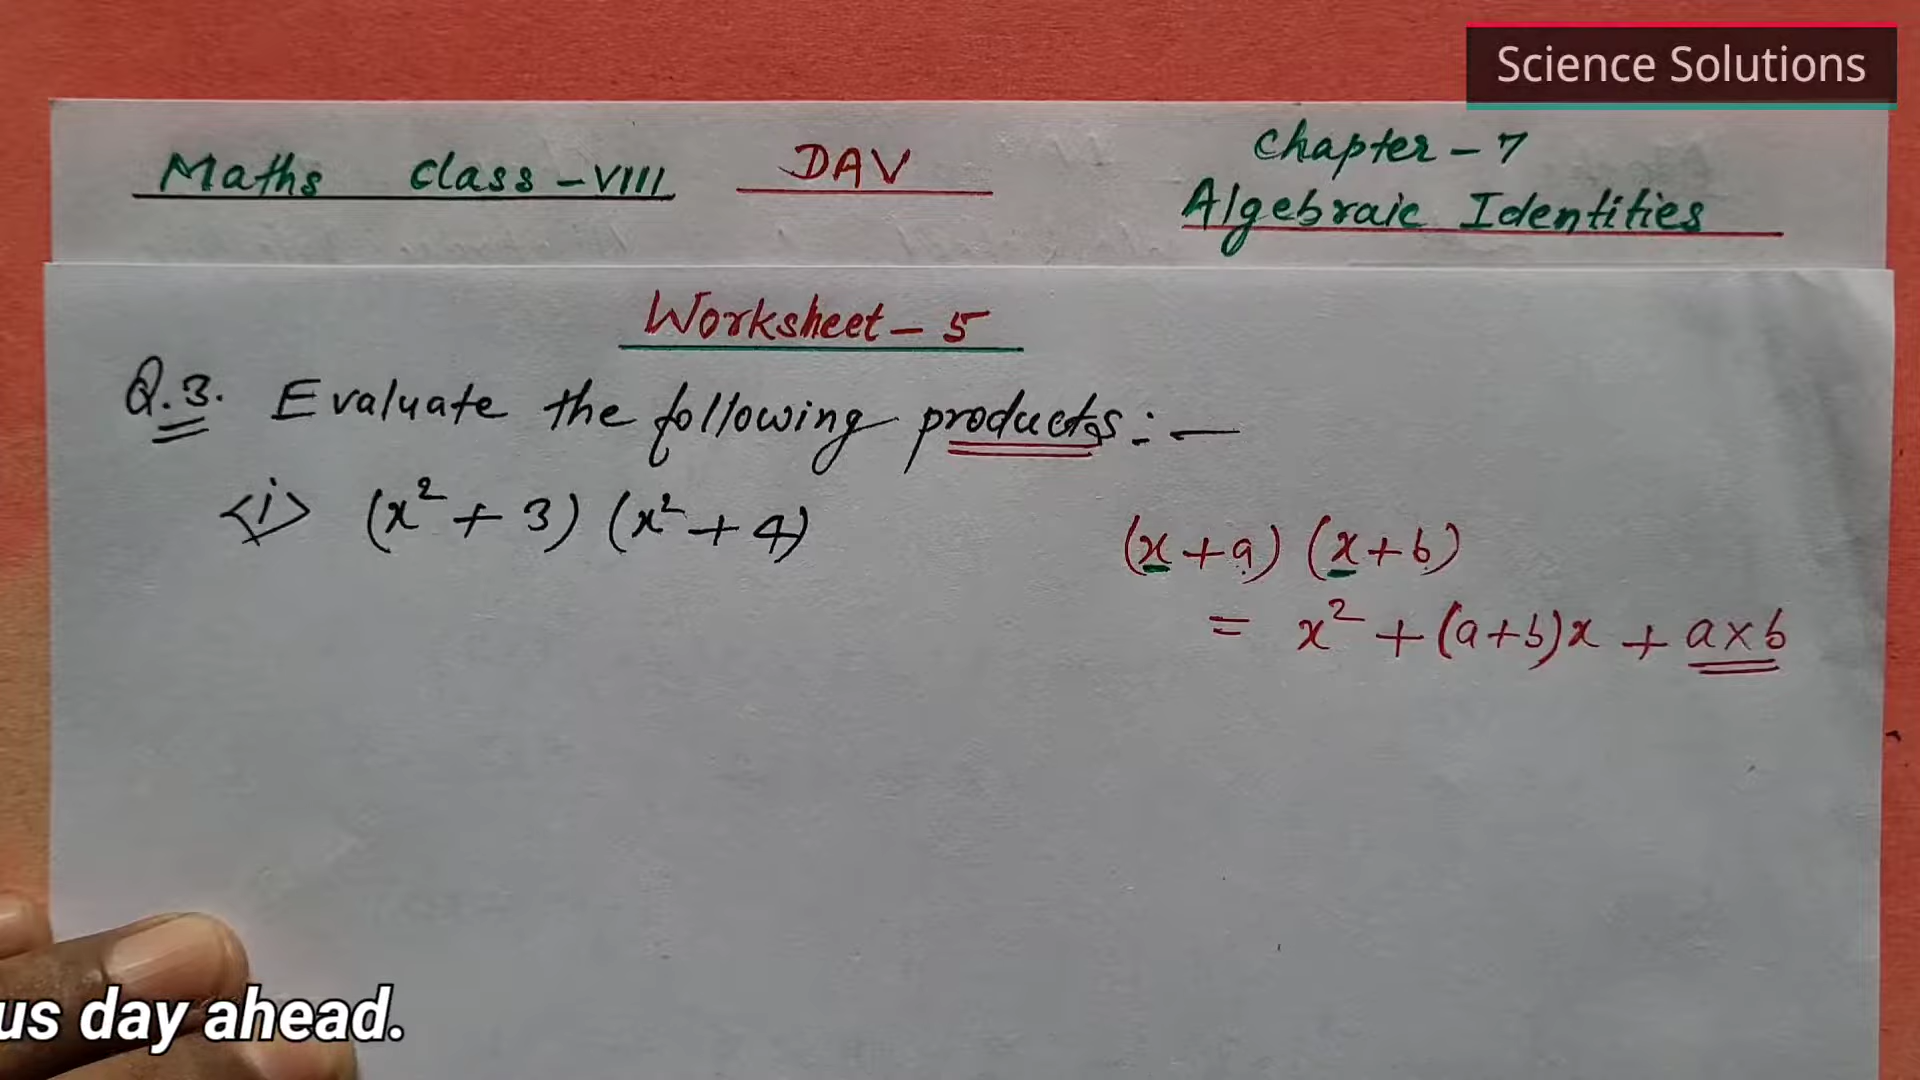 Science Solutions
Maths Class - VIII DAV Chapter - 7
Algebraic Identities
Worksheet - 5
Q.3. Evaluate the following products : —
<i> (x² + 3) (x² + 4)
(x + a) (x + b)
= x² + (a + b)x + a × b
us day ahead.